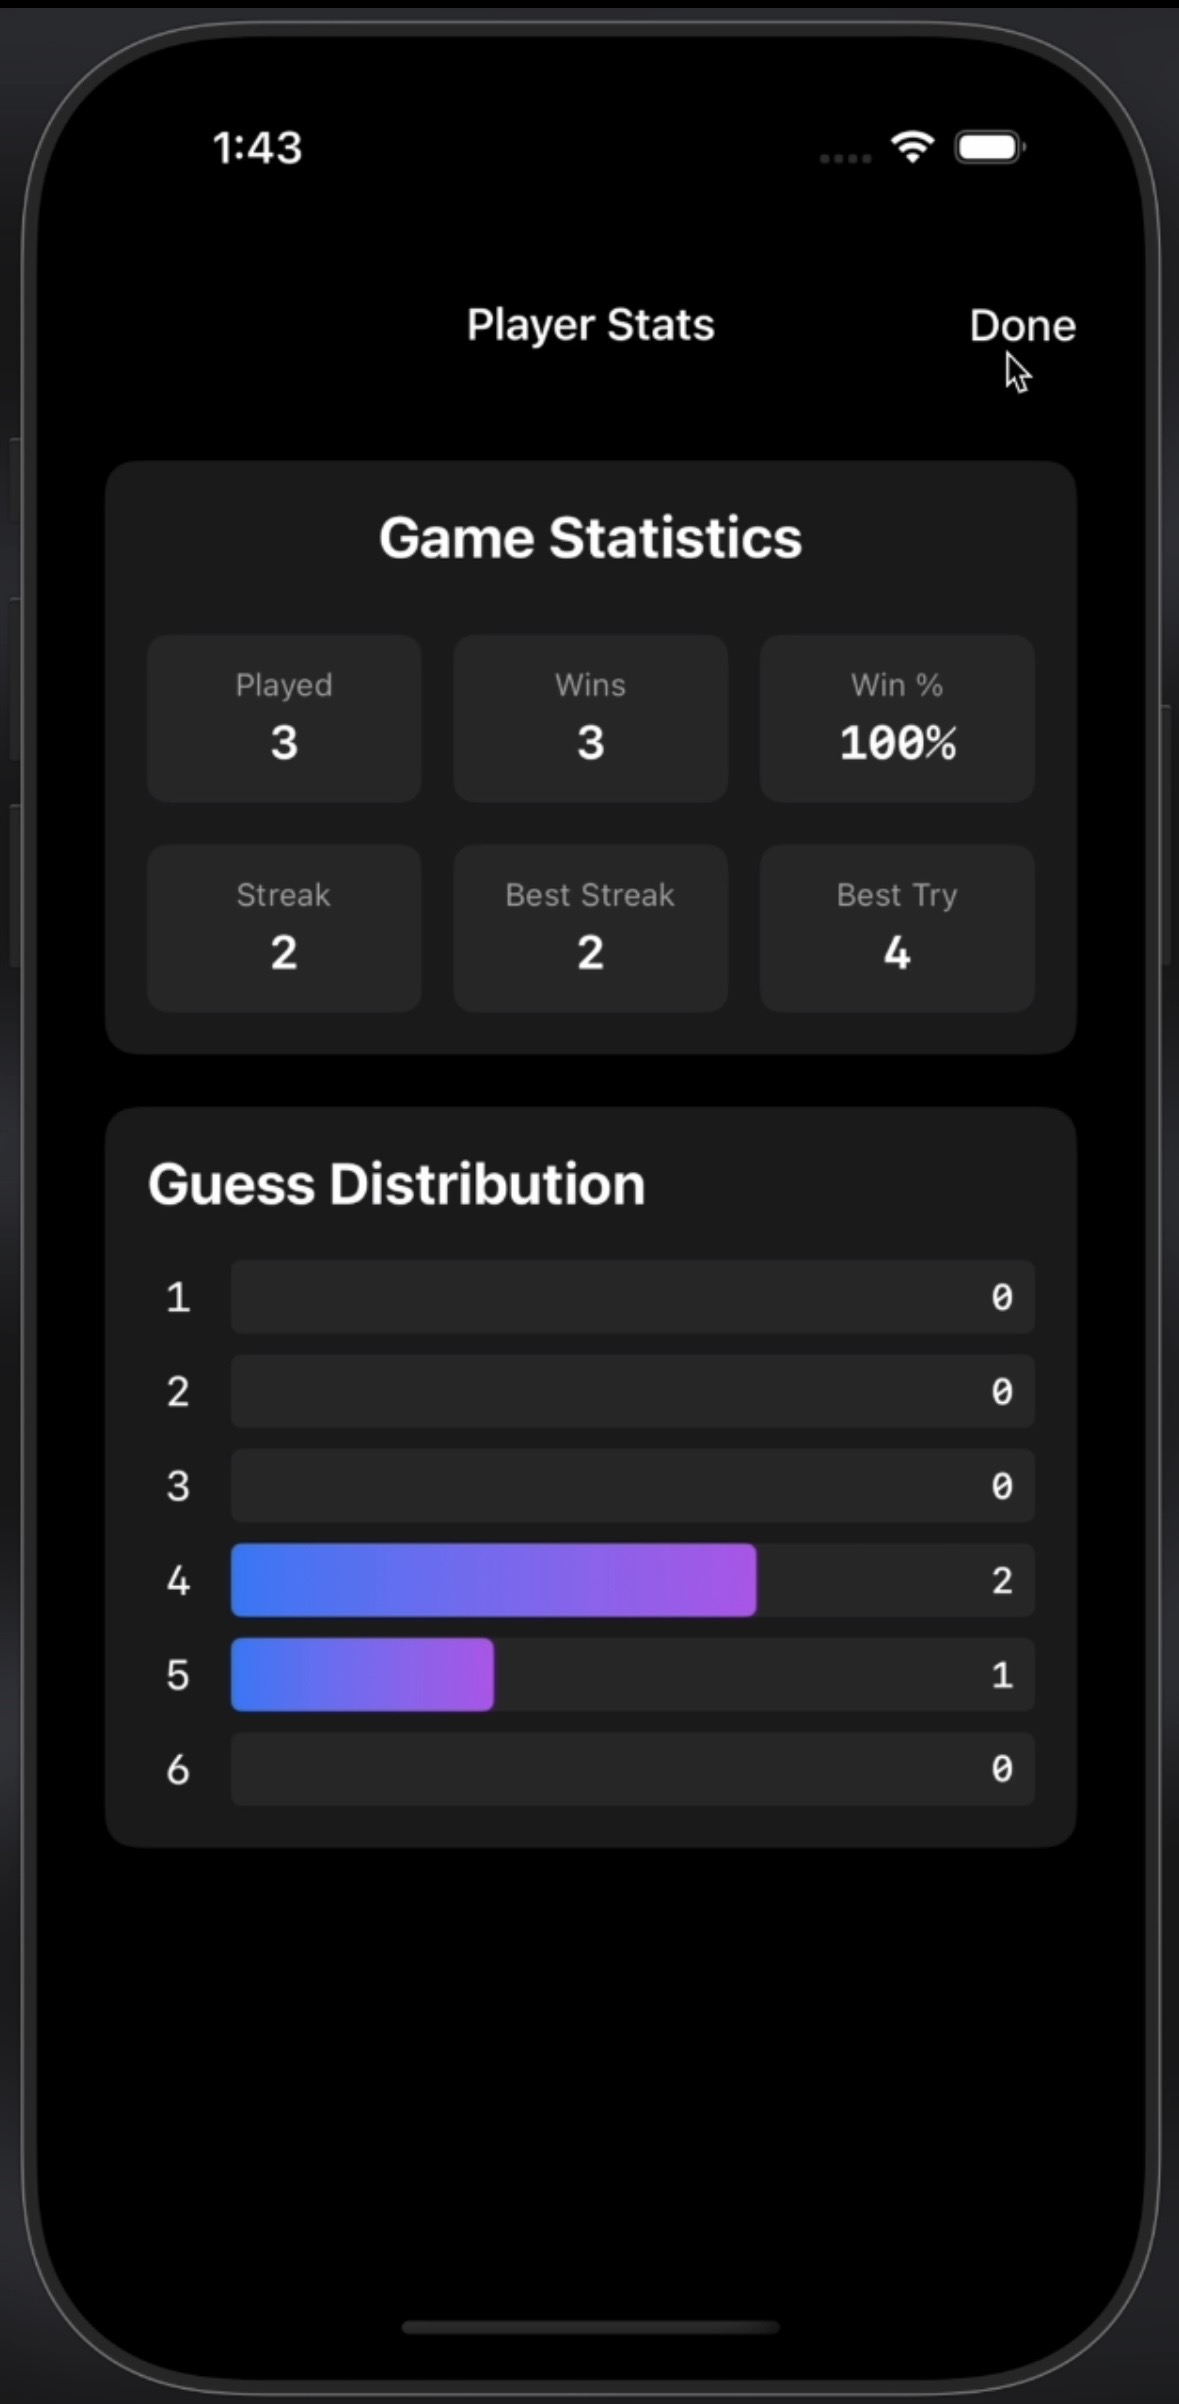 1:43
Player Stats
Done
Game Statistics
Played
3
Wins
3
Win %
100%
Streak
2
Best Streak
2
Best Try
4
Guess Distribution
1 0
2 0
3 0
4 2
5 1
6 0